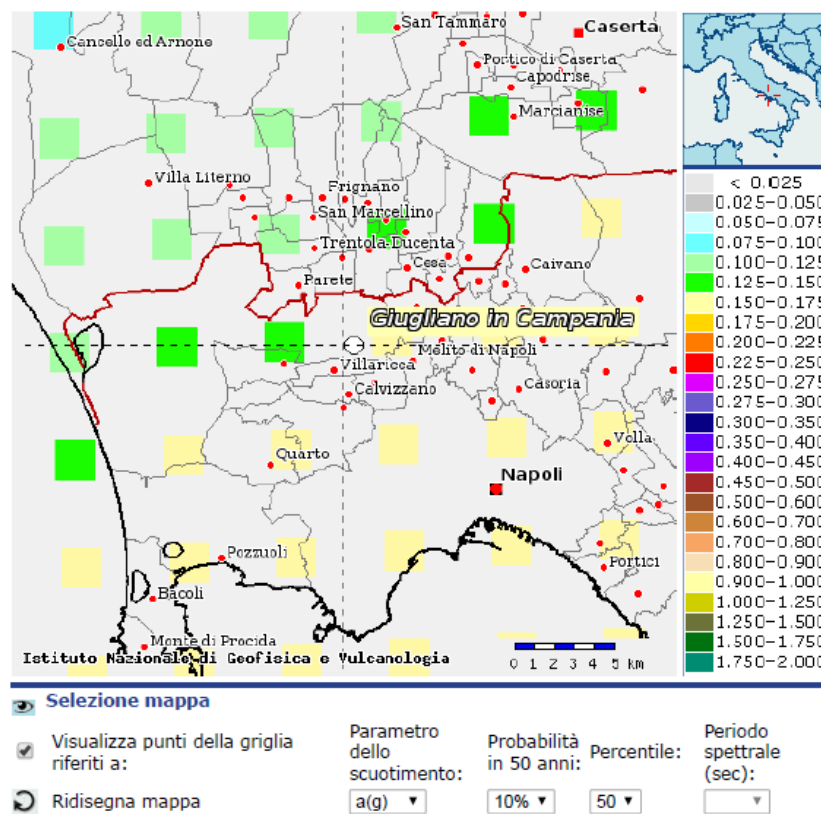 San Tammaro
Caserta
Cancello ed Arnone
Portico di Caserta
Capodrise
Marcianise
Villa Literno
Frignano
San Marcellino
Trentola-Ducenta
Cesa
Caivano
Parete
Giugliano in Campania
Melito di Napoli
Villaricca
Calvizzano
Casoria
Volla
Quarto
Napoli
Pozzuoli
Portici
Bacoli
Monte di Procida
Istituto Nazionale di Geofisica e Vulcanologia
0 1 2 3 4 5 km
< 0.025
0.025-0.050
0.050-0.075
0.075-0.100
0.100-0.125
0.125-0.150
0.150-0.175
0.175-0.200
0.200-0.225
0.225-0.250
0.250-0.275
0.275-0.300
0.300-0.350
0.350-0.400
0.400-0.450
0.450-0.500
0.500-0.600
0.600-0.700
0.700-0.800
0.800-0.900
0.900-1.000
1.000-1.250
1.250-1.500
1.500-1.750
1.750-2.000
Selezione mappa
Visualizza punti della griglia
riferiti a:
Parametro
dello
scuotimento:
Probabilità
in 50 anni:
Percentile:
Periodo
spettrale
(sec):
Ridisegna mappa
a(g)
10%
50